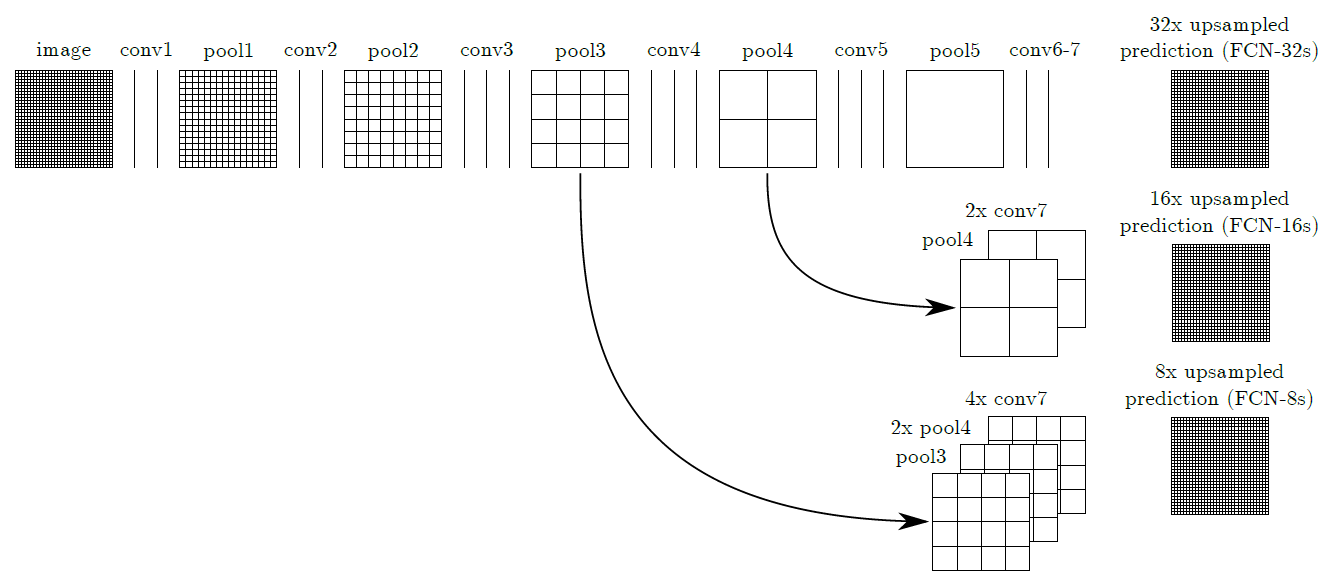 image
conv1
pool1
conv2
pool2
conv3
pool3
conv4
pool4
conv5
pool5
conv6-7
32x upsampled
prediction (FCN-32s)
2x conv7
pool4
16x upsampled
prediction (FCN-16s)
4x conv7
2x pool4
pool3
8x upsampled
prediction (FCN-8s)